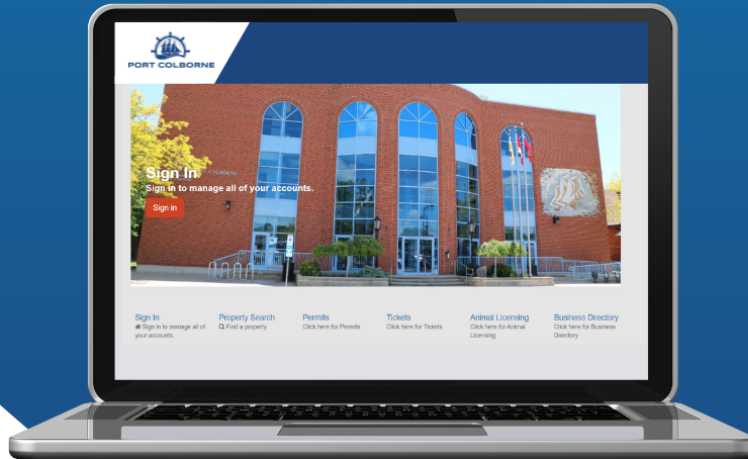 PORT COLBORNE
Sign In
Sign in to manage all of your accounts.
Sign in
Sign In
Sign in to manage all of
your accounts.
Property Search
Find a property.
Permits
Click here for Permits
Tickets
Click here for Tickets
Animal Licensing
Click here for Animal
Licensing
Business Directory
Click here for Business
Directory